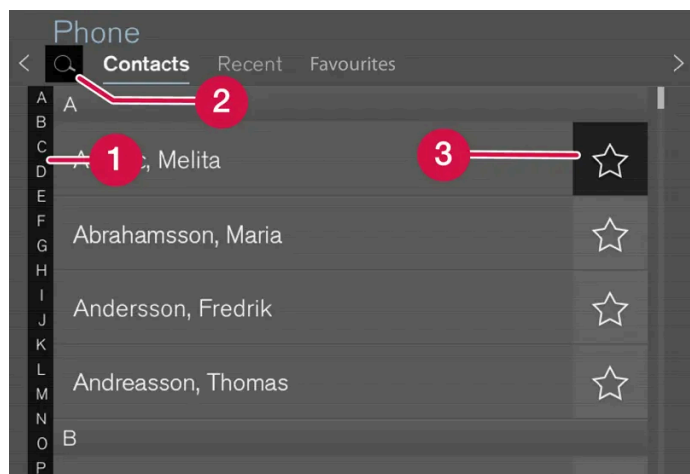 Phone
Contacts Recent Favourites
A
B
C
D
E
F
G
H
I
J
K
L
M
N
O
P
A
Melita
Abrahamsson, Maria
Andersson, Fredrik
Andreasson, Thomas
B
1
2
3